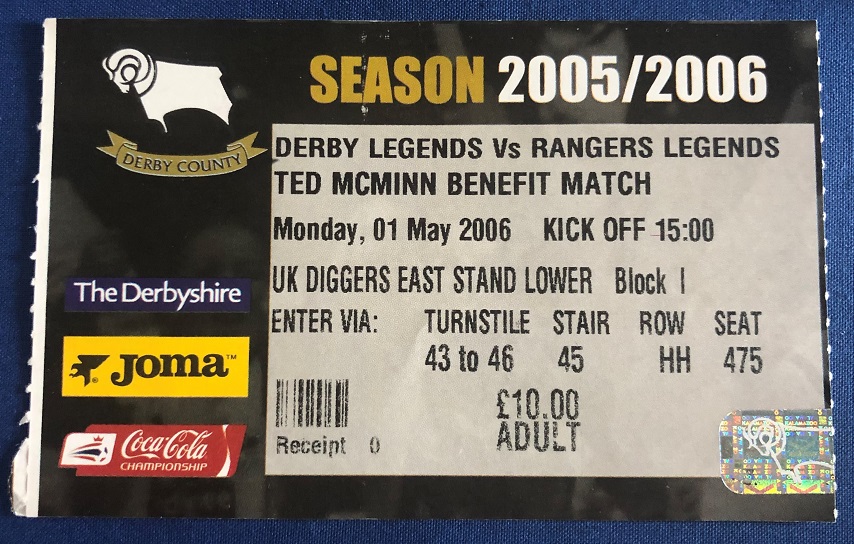 SEASON 2005/2006
DERBY COUNTY
DERBY LEGENDS Vs RANGERS LEGENDS
TED MCMINN BENEFIT MATCH
Monday, 01 May 2006 KICK OFF 15:00
UK DIGGERS EAST STAND LOWER Block I
ENTER VIA: TURNSTILE STAIR ROW SEAT
43 to 46 45 HH 475
£10.00
ADULT
Receipt 0
The Derbyshire
Joma™
Coca-Cola
CHAMPIONSHIP
KALAMAZOO